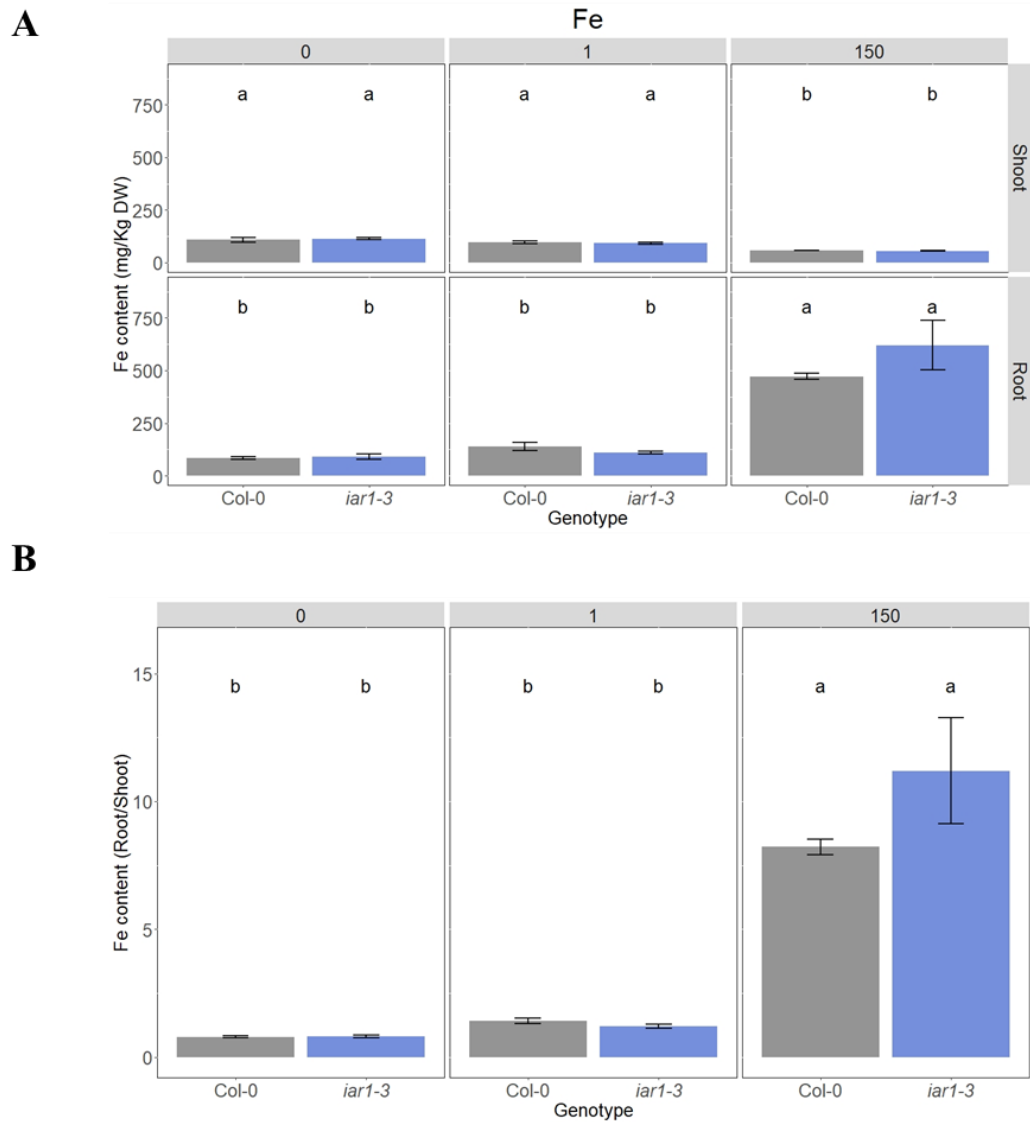 A
Fe
0 1 150
a a a a b b
750
500
250
0
Shoot
Fe content (mg/Kg DW)
b b b b a a
750
500
250
0
Root
Col-0 iar1-3 Col-0 iar1-3 Col-0 iar1-3
Genotype
B
0 1 150
b b b b a a
15
10
5
0
Fe content (Root/Shoot)
Col-0 iar1-3 Col-0 iar1-3 Col-0 iar1-3
Genotype